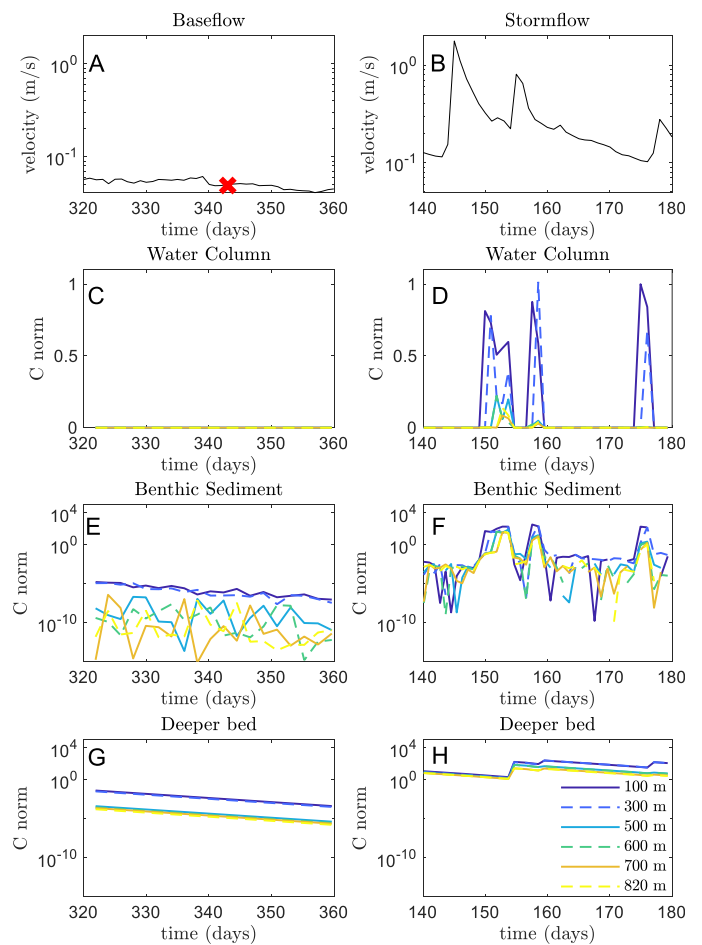 Baseflow
A
velocity (m/s)
10^0
10^-1
320 330 340 350 360
time (days)
Stormflow
B
velocity (m/s)
10^0
10^-1
140 150 160 170 180
time (days)
Water Column
C
C norm
1
0.5
0
320 330 340 350 360
time (days)
Water Column
D
C norm
1
0.5
0
140 150 160 170 180
time (days)
Benthic Sediment
E
C norm
10^4
10^0
10^-10
320 330 340 350 360
time (days)
Benthic Sediment
F
C norm
10^4
10^0
10^-10
140 150 160 170 180
time (days)
Deeper bed
G
C norm
10^4
10^0
10^-10
320 330 340 350 360
time (days)
Deeper bed
H
C norm
10^4
10^0
10^-10
100 m
300 m
500 m
600 m
700 m
820 m
140 150 160 170 180
time (days)